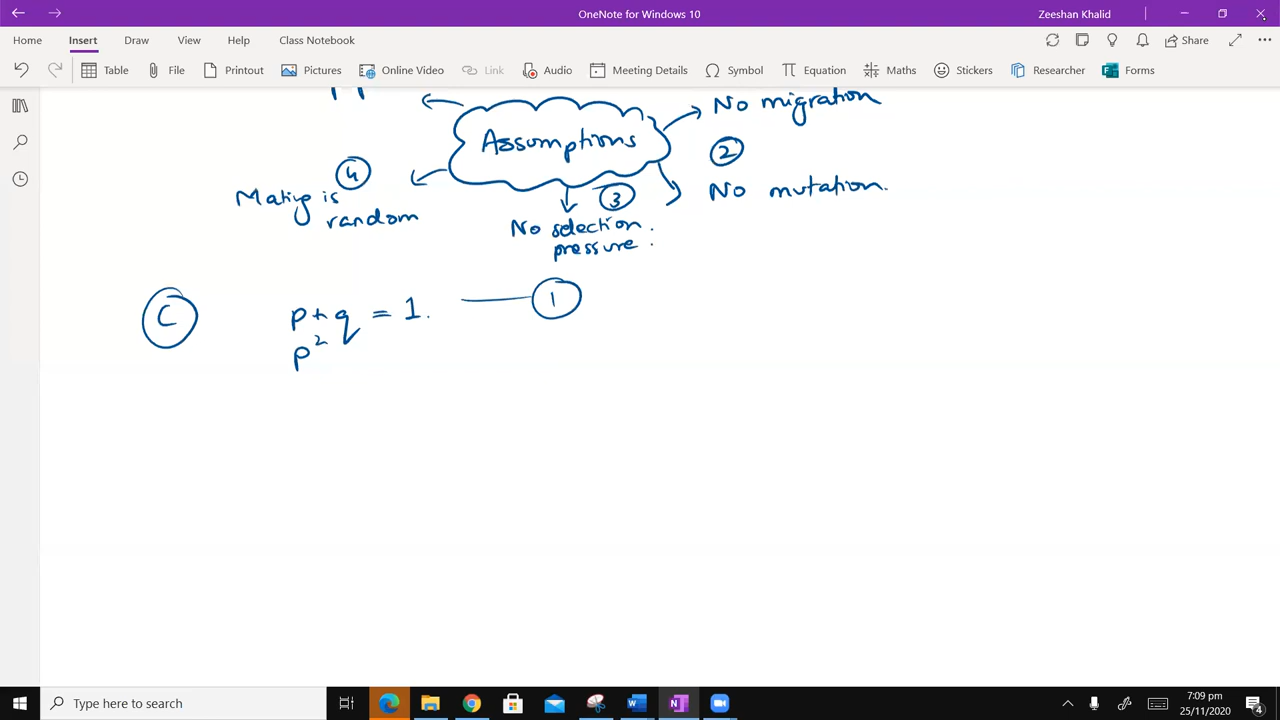 OneNote for Windows 10
Zeeshan Khalid
Home Insert Draw View Help Class Notebook
Share
Table File Printout Pictures Online Video Link Audio Meeting Details Symbol Equation Maths Stickers Researcher Forms
Assumptions
No migration
2
No mutation.
4
Mating is
random
3
No selection
pressure.
C
p+q = 1.
1
p²
Type here to search
7:09 pm
25/11/2020
4